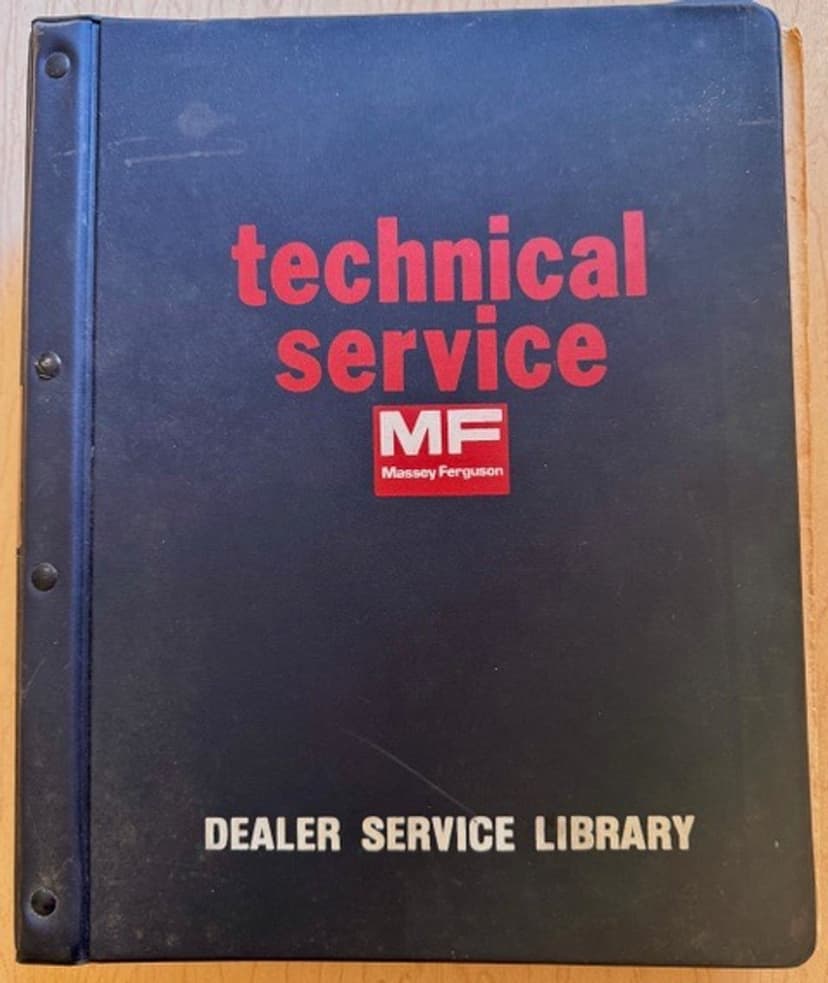 technical
service
MF
Massey Ferguson
DEALER SERVICE LIBRARY